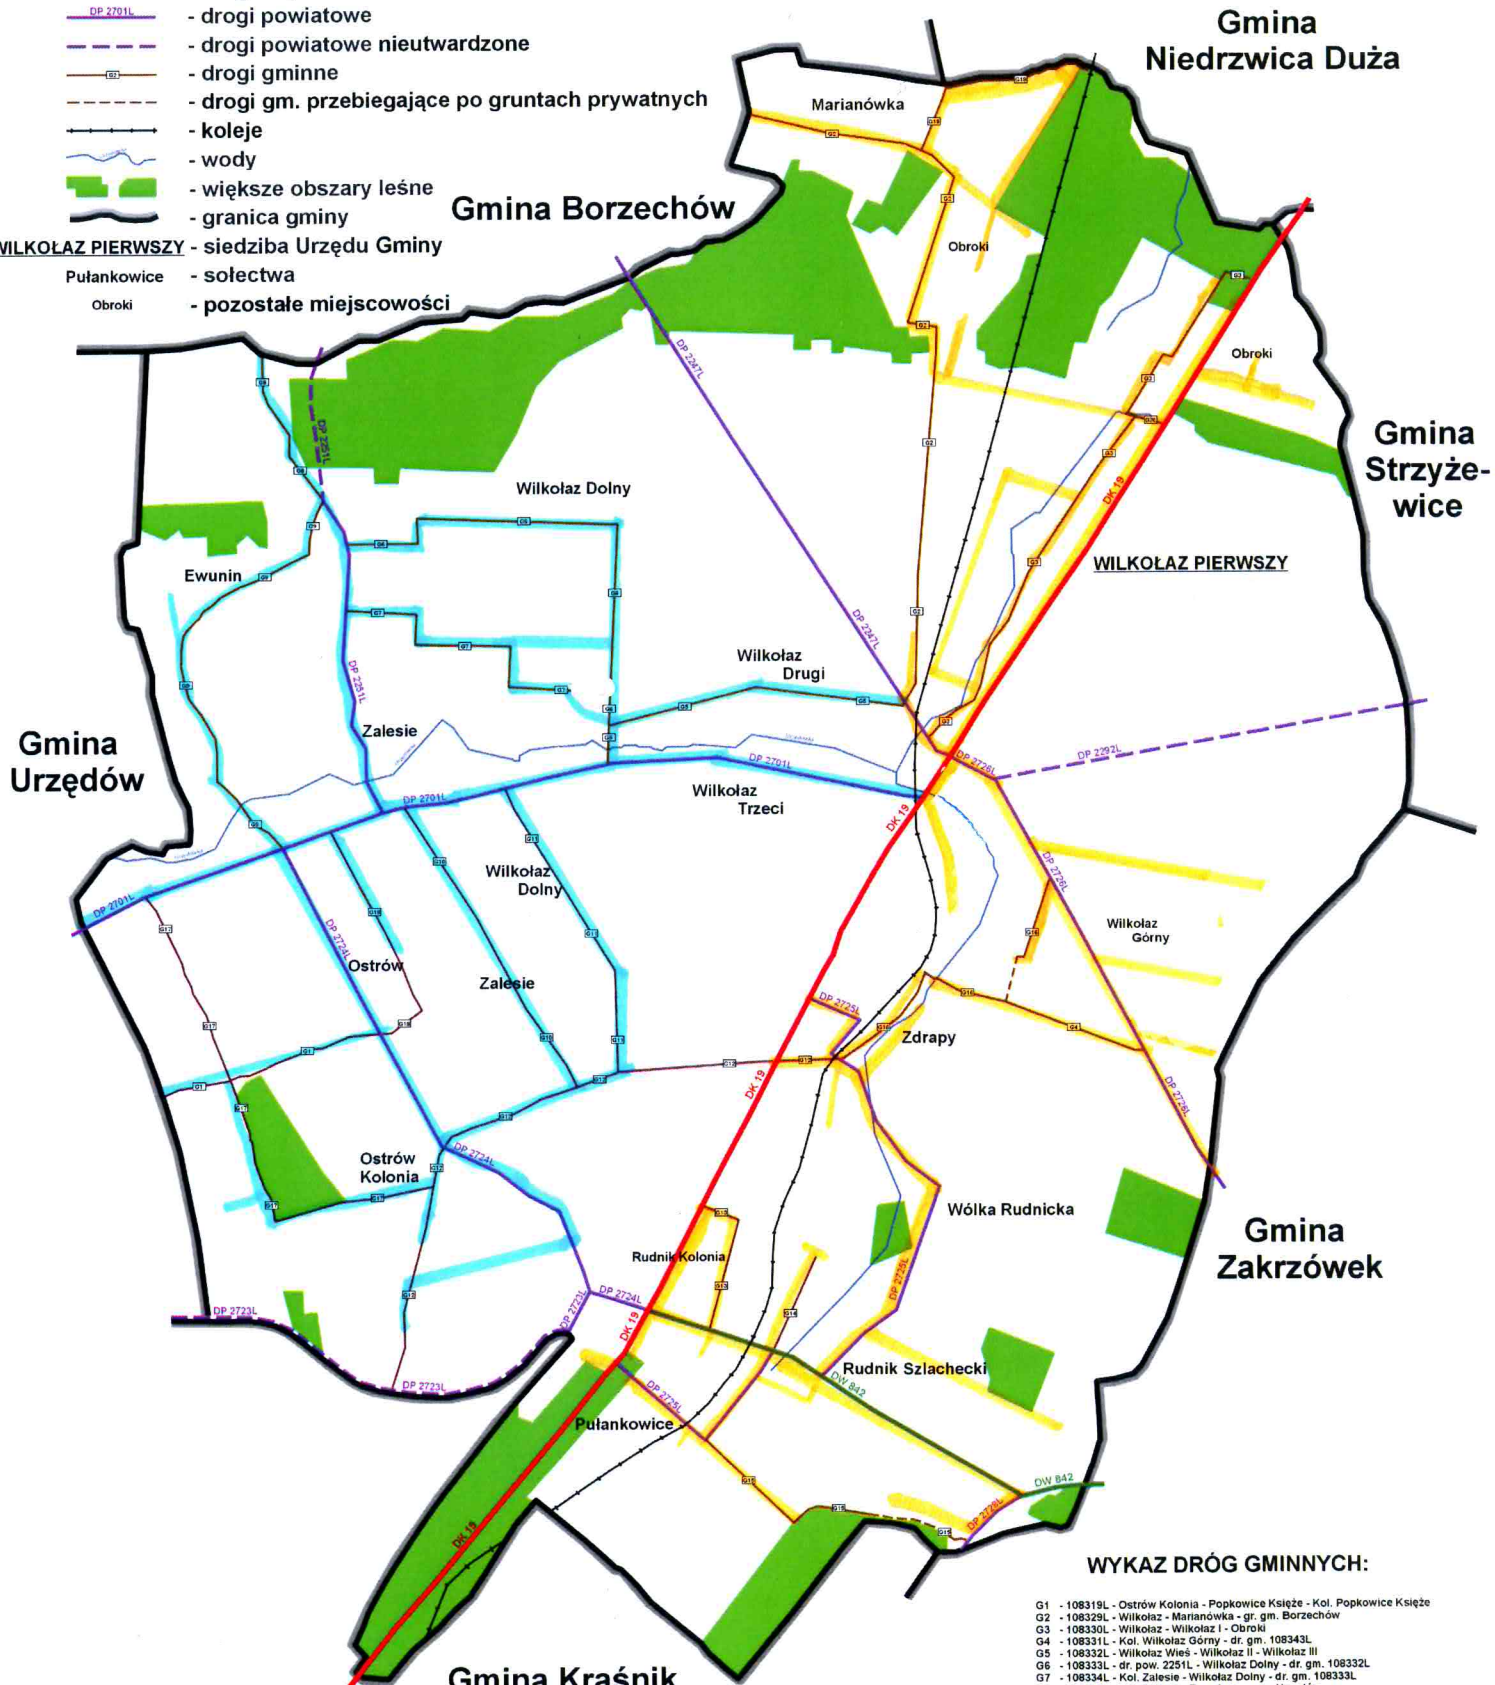 DP 2701L - drogi powiatowe
- drogi powiatowe nieutwardzone
G2 - drogi gminne
- drogi gm. przebiegające po gruntach prywatnych
- koleje
- wody
- większe obszary leśne
- granica gminy
WILKOŁAZ PIERWSZY - siedziba Urzędu Gminy
Pułankowice - sołectwa
Obroki - pozostałe miejscowości
Gmina
Niedrzwica Duża
Gmina Borzechów
Marianówka
Obroki
Obroki
Gmina
Strzyże-
wice
DP 2247L
DP 2251L
DK 19
Wilkołaz Dolny
Ewunin
WILKOŁAZ PIERWSZY
DP 2247L
Wilkołaz
Drugi
DP 2251L
Zalesie
Gmina
Urzędów
DP 2292L
DP 2726L
DP 2701L
Wilkołaz
Trzeci
DP 2701L
DK 19
DP 2726L
Wilkołaz
Dolny
DP 2701L
DP 2724L
Wilkołaz
Górny
Ostrów
Zalesie
DP 2725L
Zdrapy
DK 19
DP 2726L
DP 2724L
Ostrów
Kolonia
Wólka Rudnicka
Gmina
Zakrzówek
Rudnik Kolonia
DP 2725L
DP 2723L
DP 2723L
DP 2724L
DK 19
Rudnik Szlachecki
DW 842
DP 2723L
DP 2725L
Pułankowice
DW 842
DP 2728L
DK 19
Gmina Kraśnik
WYKAZ DRÓG GMINNYCH:
G1 - 108319L - Ostrów Kolonia - Popkowice Księże - Kol. Popkowice Księże
G2 - 108329L - Wilkołaz - Marianówka - gr. gm. Borzechów
G3 - 108330L - Wilkołaz - Wilkołaz I - Obroki
G4 - 108331L - Kol. Wilkołaz Górny - dr. gm. 108343L
G5 - 108332L - Wilkołaz Wieś - Wilkołaz II - Wilkołaz III
G6 - 108333L - dr. pow. 2251L - Wilkołaz Dolny - dr. gm. 108332L
G7 - 108334L - Kol. Zalesie - Wilkołaz Dolny - dr. gm. 108333L